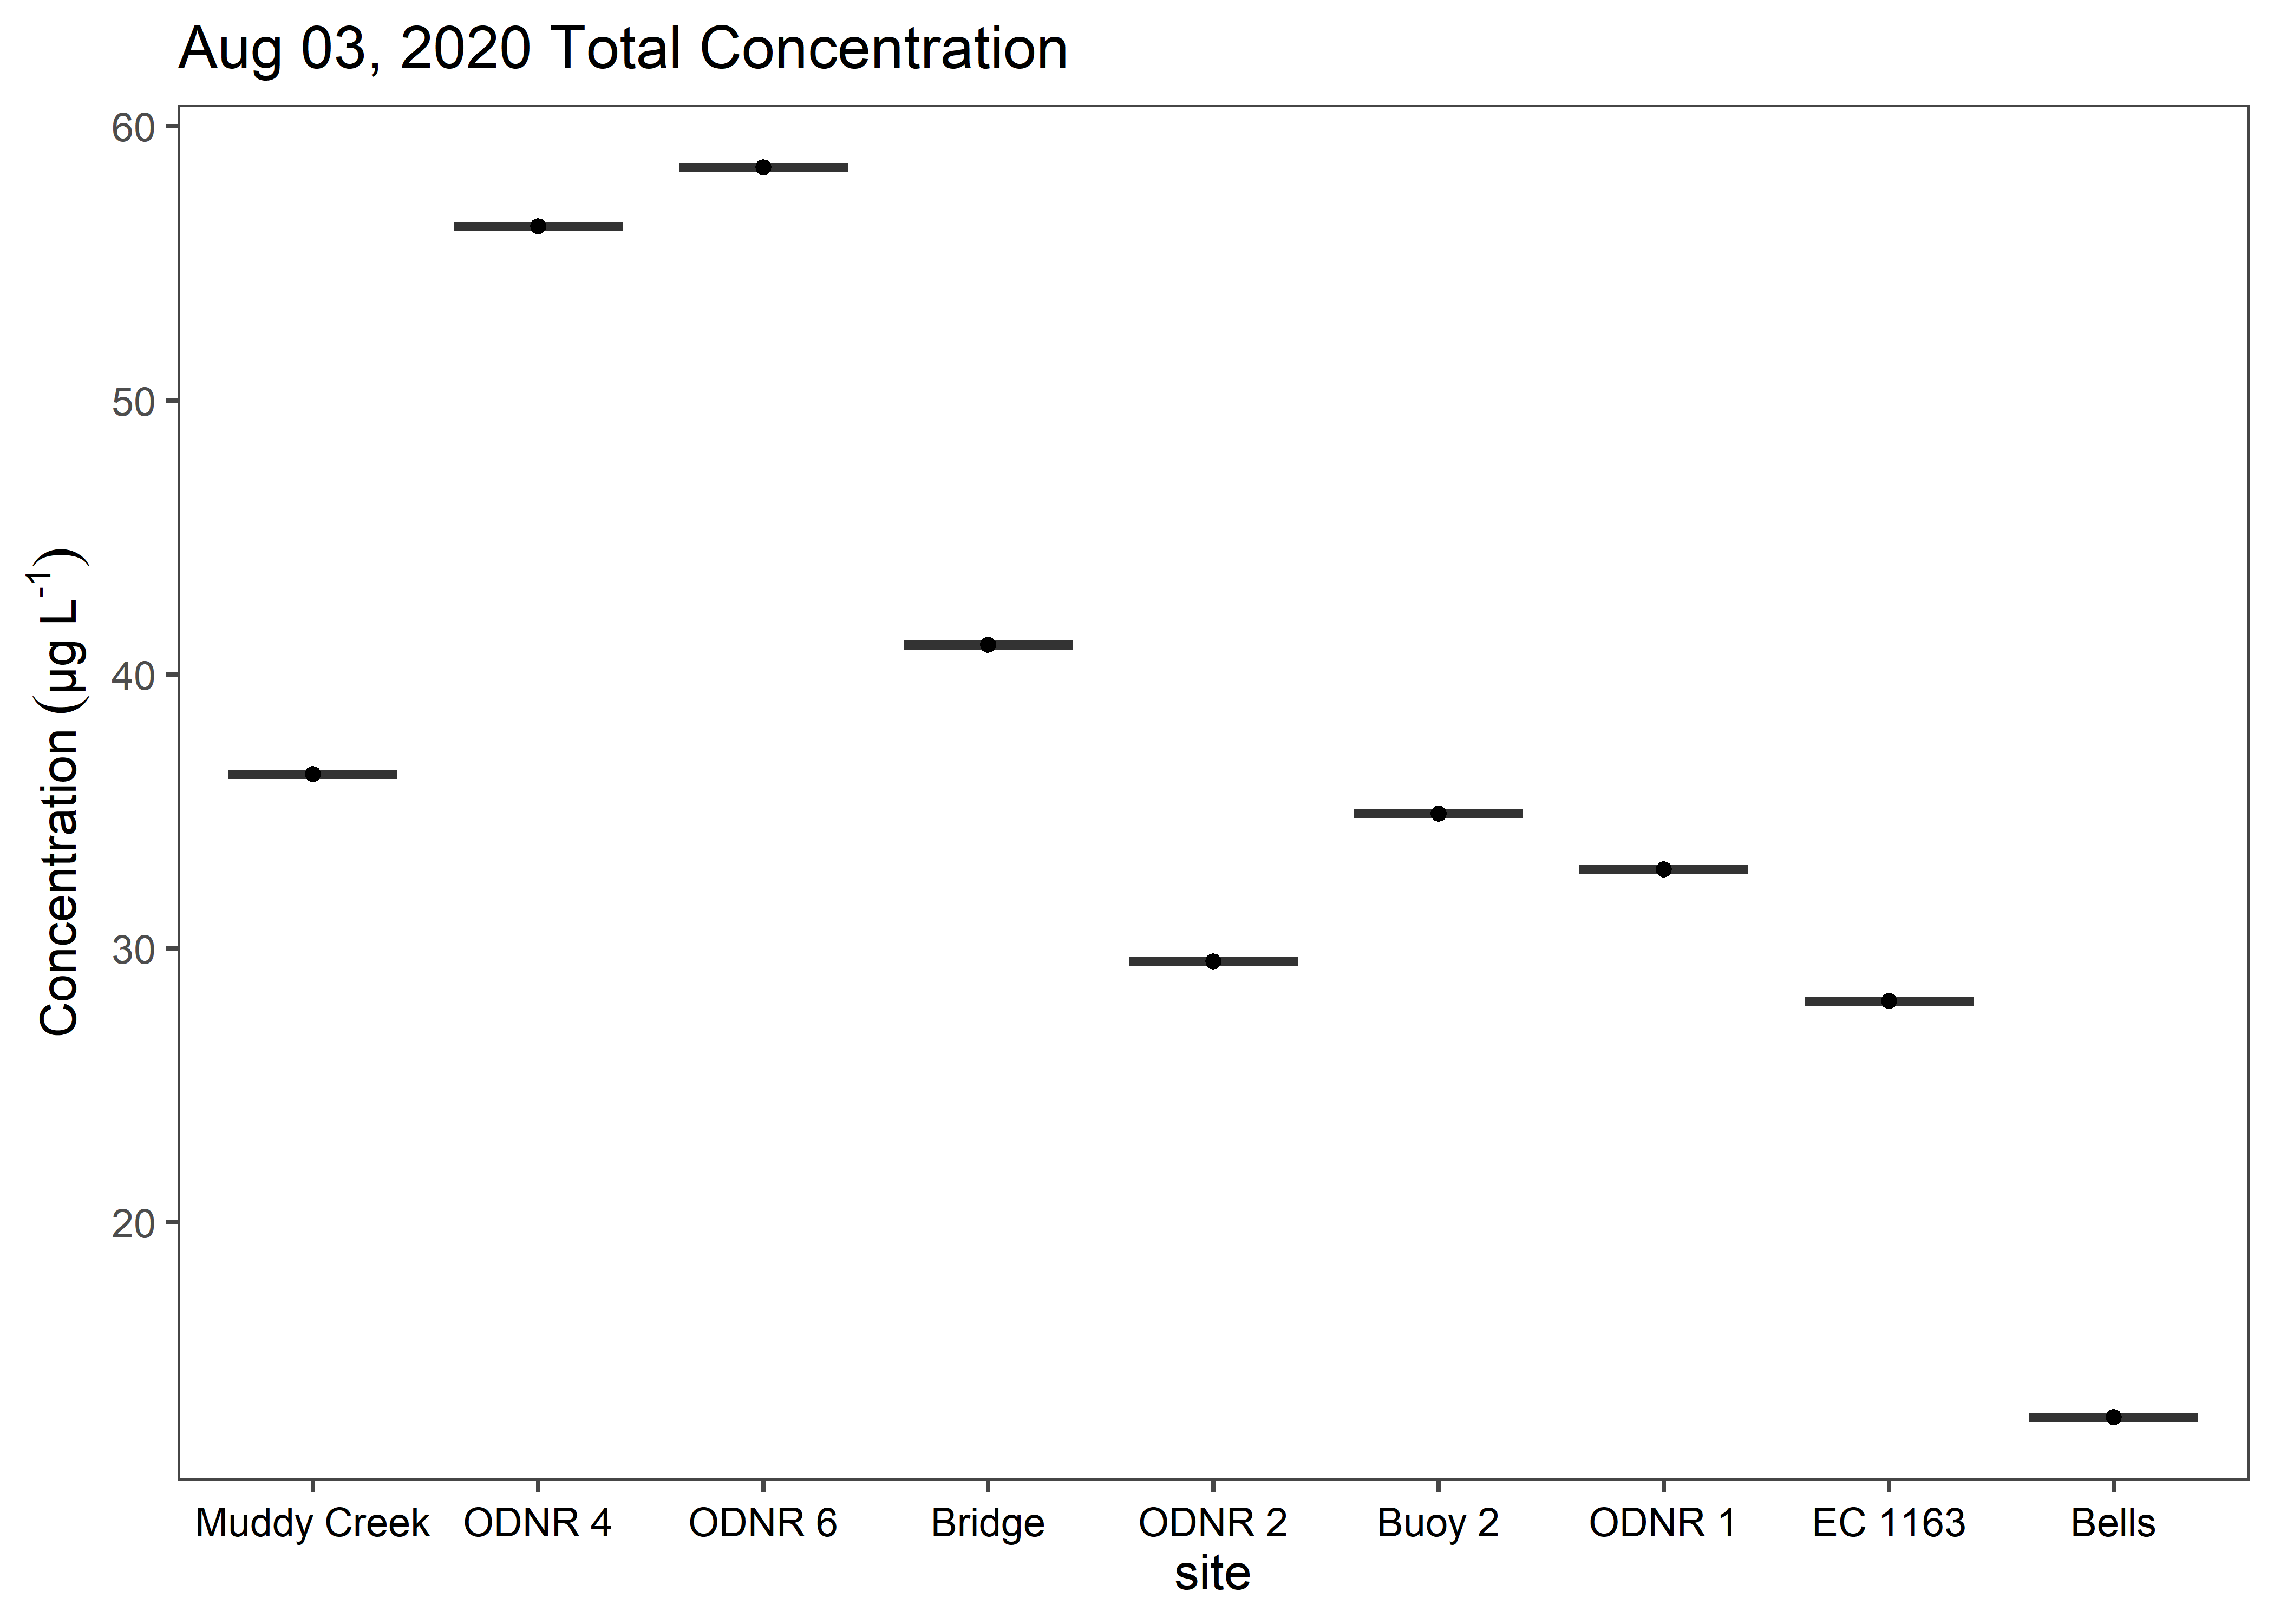 Aug 03, 2020 Total Concentration
Concentration (µg L⁻¹)
60
50
40
30
20
Muddy Creek ODNR 4 ODNR 6 Bridge ODNR 2 Buoy 2 ODNR 1 EC 1163 Bells
site